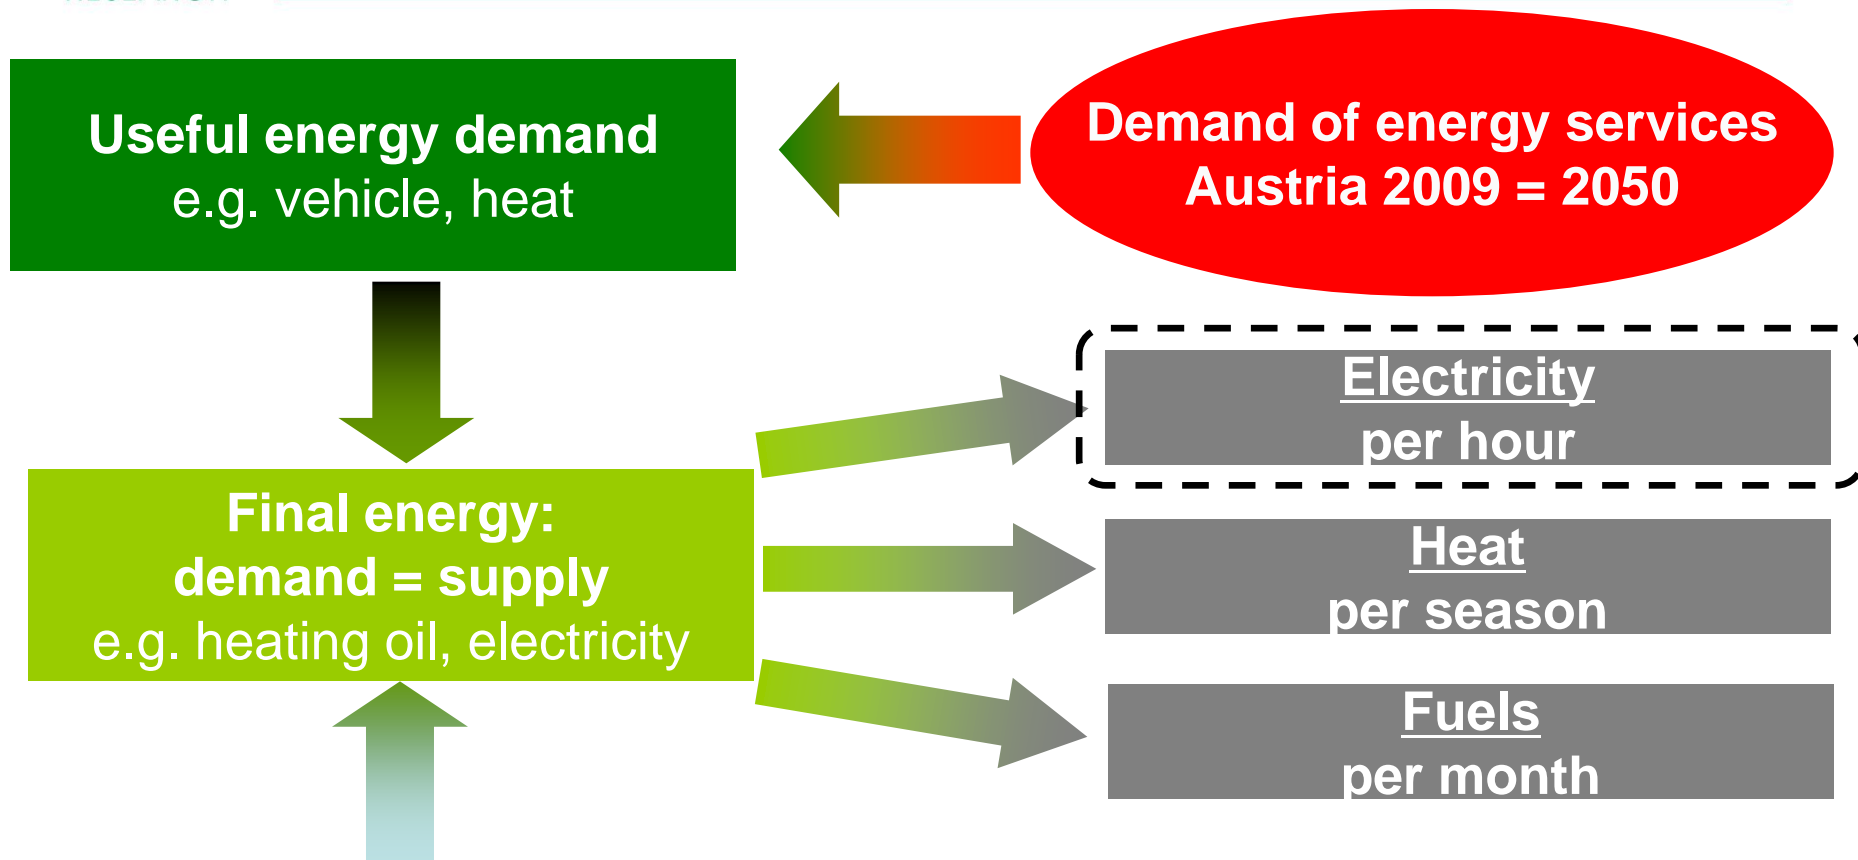 Useful energy demand
e.g. vehicle, heat
Demand of energy services
Austria 2009 = 2050
Final energy:
demand = supply
e.g. heating oil, electricity
Electricity
per hour
Heat
per season
Fuels
per month